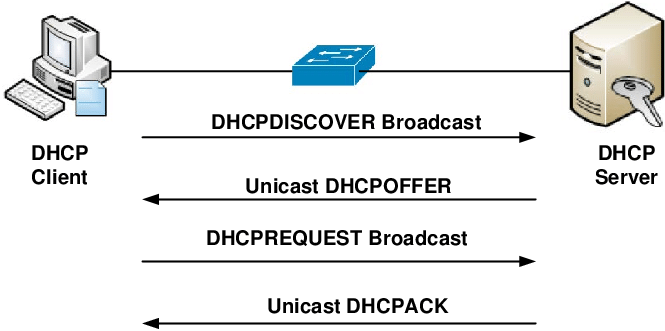 DHCPDISCOVER Broadcast
DHCP
Client
DHCP
Server
Unicast DHCPOFFER
DHCPREQUEST Broadcast
Unicast DHCPACK